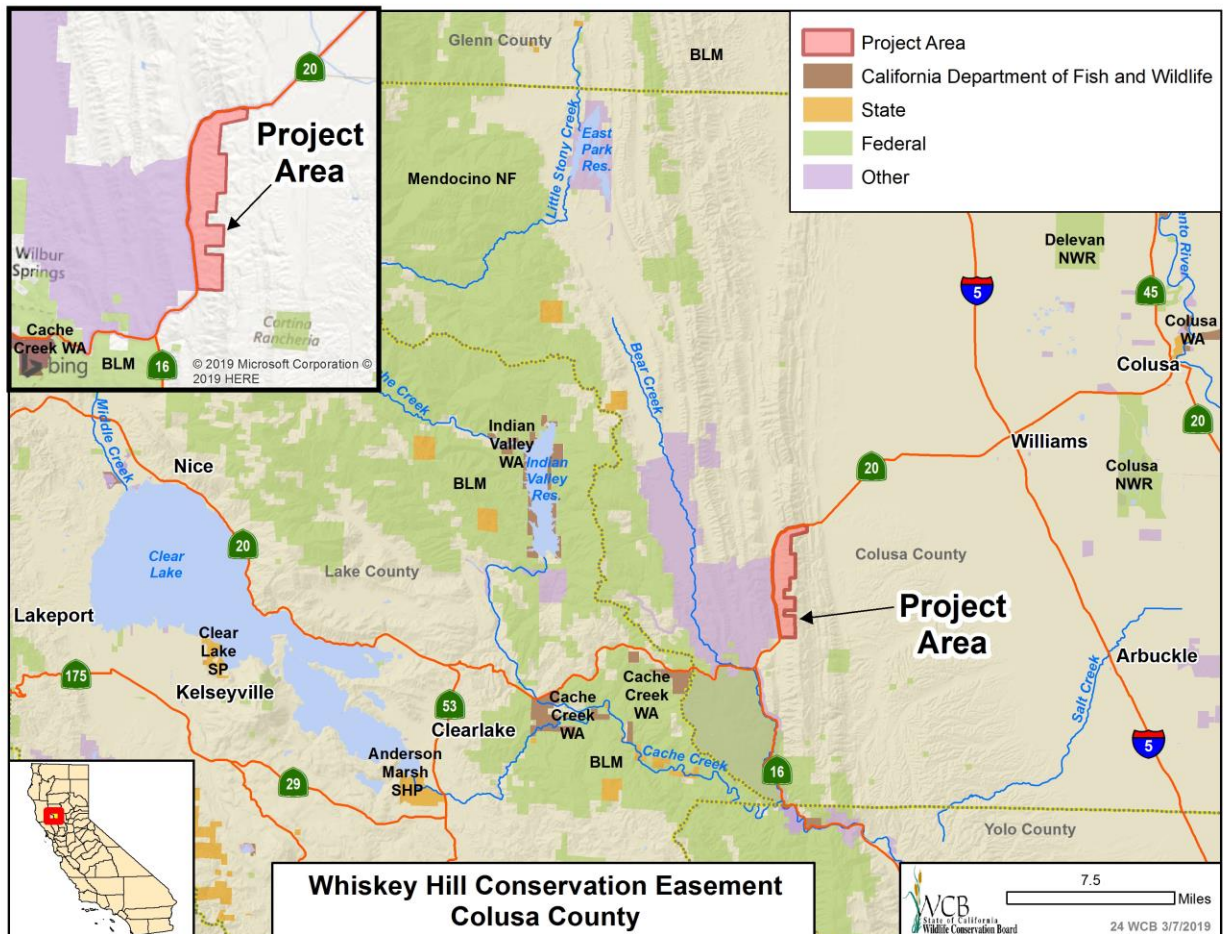 20
Project
Area
Wilbur
Springs
Cortina
Rancheria
Cache
Creek WA
BLM
16
bing
© 2019 Microsoft Corporation ©
2019 HERE
Glenn County
BLM
Project Area
California Department of Fish and Wildlife
State
Federal
Other
Little Stony Creek
East
Park
Res.
Mendocino NF
Delevan
NWR
5
45
Colusa
WA
Colusa
20
Bear Creek
Middle Creek
Nice
Indian
Valley
WA
Indian
Valley
Res.
BLM
Williams
20
Colusa
NWR
Clear
Lake
20
Lake County
Colusa County
Project
Area
Lakeport
Clear
Lake
SP
Kelseyville
175
53
Clearlake
Cache
Creek
WA
Cache
Creek
WA
Arbuckle
Salt Creek
5
Anderson
Marsh
SHP
BLM
Cache Creek
16
29
Yolo County
Whiskey Hill Conservation Easement
Colusa County
7.5
Miles
WCB
State of California
Wildlife Conservation Board
24 WCB 3/7/2019